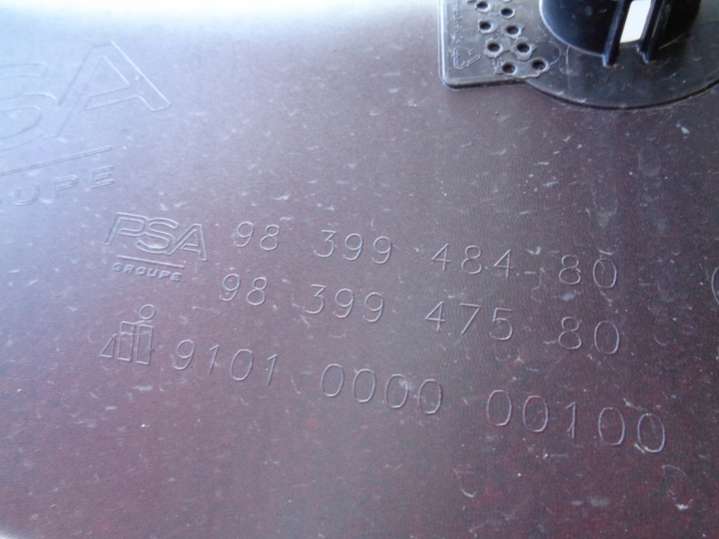 PSA
GROUPE
PSA 98 399 484 80
GROUPE
98 399 475 80
9101 0000 00100